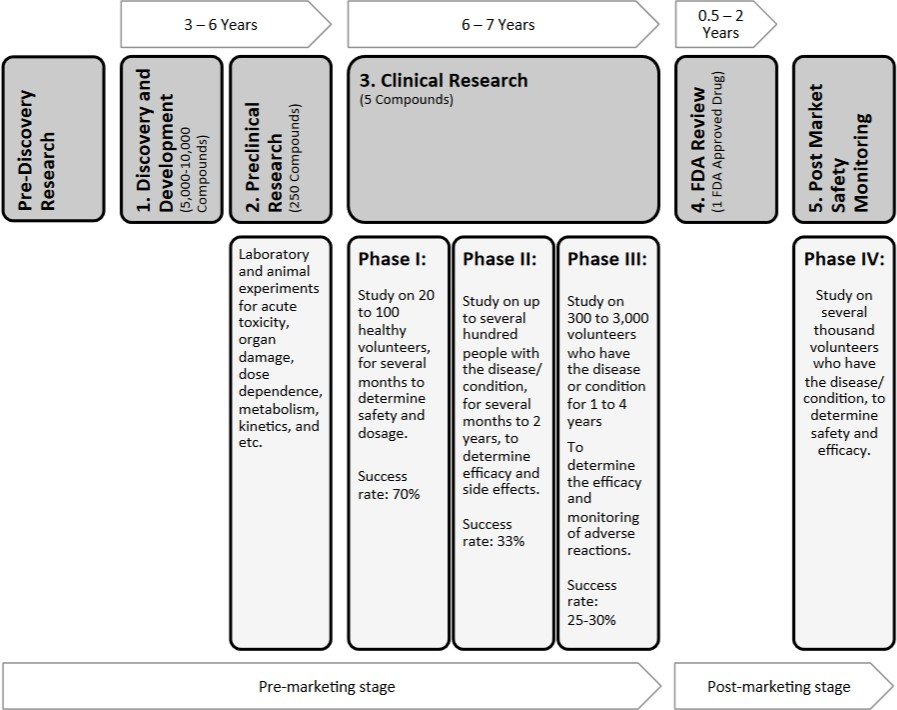 3 – 6 Years
6 – 7 Years
0.5 – 2
Years
Pre-Discovery
Research
1. Discovery and
Development
(5,000-10,000
Compounds)
2. Preclinical
Research
(250 Compounds)
3. Clinical Research
(5 Compounds)
4. FDA Review
(1 FDA Approved Drug)
5. Post Market
Safety
Monitoring
Laboratory
and animal
experiments
for acute
toxicity,
organ
damage,
dose
dependence,
metabolism,
kinetics, and
etc.
Phase I:
Study on 20
to 100
healthy
volunteers,
for several
months to
determine
safety and
dosage.
Success
rate: 70%
Phase II:
Study on up
to several
hundred
people with
the disease/
condition,
for several
months to 2
years, to
determine
efficacy and
side effects.
Success
rate: 33%
Phase III:
Study on
300 to 3,000
volunteers
who have
the disease
or condition
for 1 to 4
years
To
determine
the efficacy
and
monitoring
of adverse
reactions.
Success
rate:
25-30%
Phase IV:
Study on
several
thousand
volunteers
who have
the disease/
condition, to
determine
safety and
efficacy.
Pre-marketing stage
Post-marketing stage